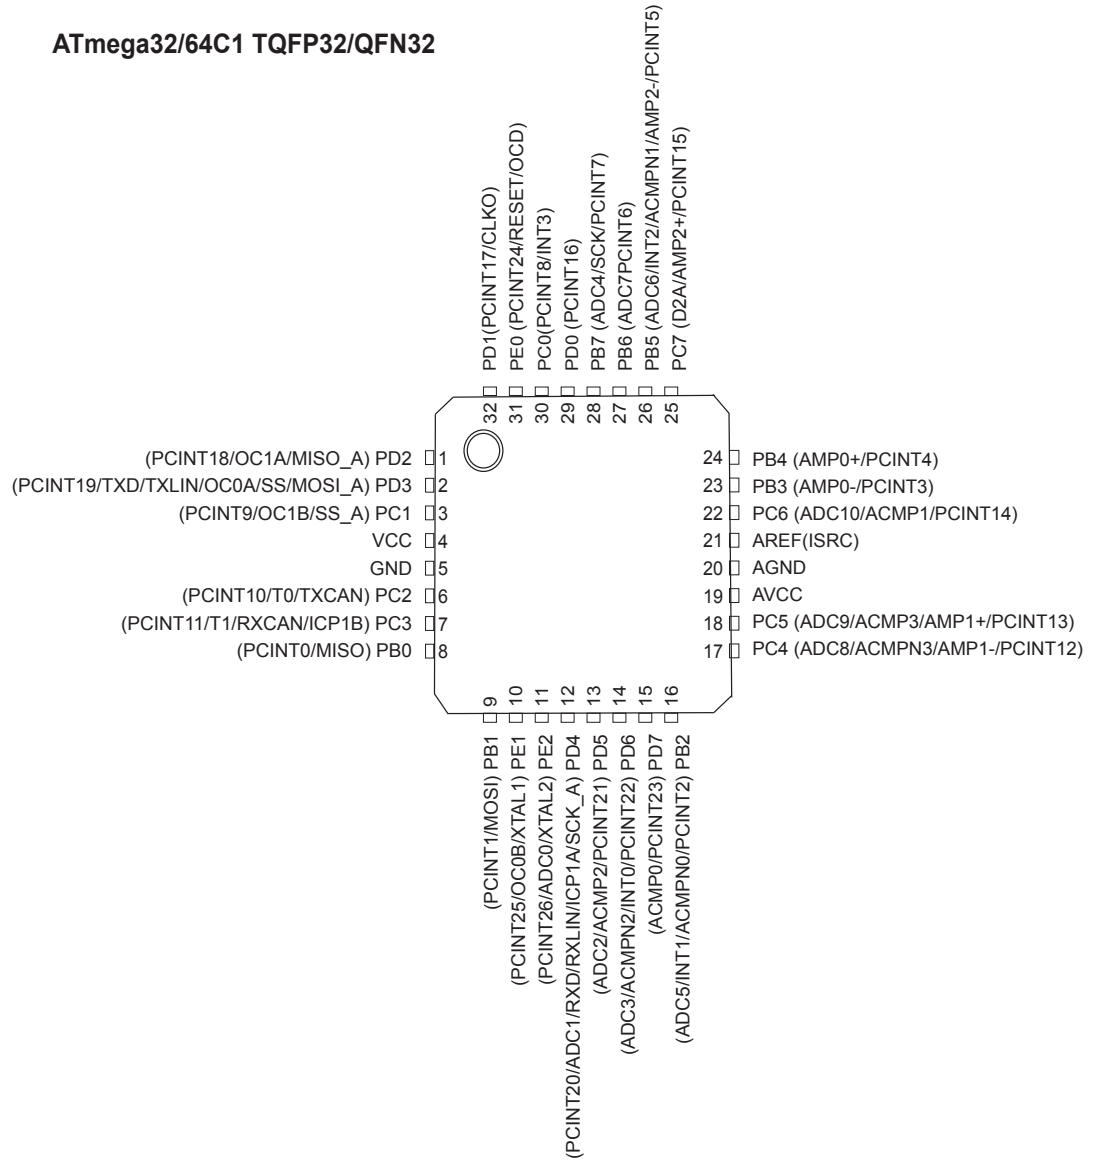 ATmega32/64C1 TQFP32/QFN32
PD1(PCINT17/CLKO)
PE0 (PCINT24/RESET/OCD)
PC0(PCINT8/INT3)
PD0 (PCINT16)
PB7 (ADC4/SCK/PCINT7)
PB6 (ADC7PCINT6)
PB5 (ADC6/INT2/ACMPN1/AMP2-/PCINT5)
PC7 (D2A/AMP2+/PCINT15)
32
31
30
29
28
27
26
25
(PCINT18/OC1A/MISO_A) PD2 1
(PCINT19/TXD/TXLIN/OC0A/SS/MOSI_A) PD3 2
(PCINT9/OC1B/SS_A) PC1 3
VCC 4
GND 5
(PCINT10/T0/TXCAN) PC2 6
(PCINT11/T1/RXCAN/ICP1B) PC3 7
(PCINT0/MISO) PB0 8
24 PB4 (AMP0+/PCINT4)
23 PB3 (AMP0-/PCINT3)
22 PC6 (ADC10/ACMP1/PCINT14)
21 AREF(ISRC)
20 AGND
19 AVCC
18 PC5 (ADC9/ACMP3/AMP1+/PCINT13)
17 PC4 (ADC8/ACMPN3/AMP1-/PCINT12)
9
10
11
12
13
14
15
16
(PCINT1/MOSI) PB1
(PCINT25/OC0B/XTAL1) PE1
(PCINT26/ADC0/XTAL2) PE2
(PCINT20/ADC1/RXD/RXLIN/ICP1A/SCK_A) PD4
(ADC2/ACMP2/PCINT21) PD5
(ADC3/ACMPN2/INT0/PCINT22) PD6
(ACMP0/PCINT23) PD7
(ADC5/INT1/ACMPN0/PCINT2) PB2